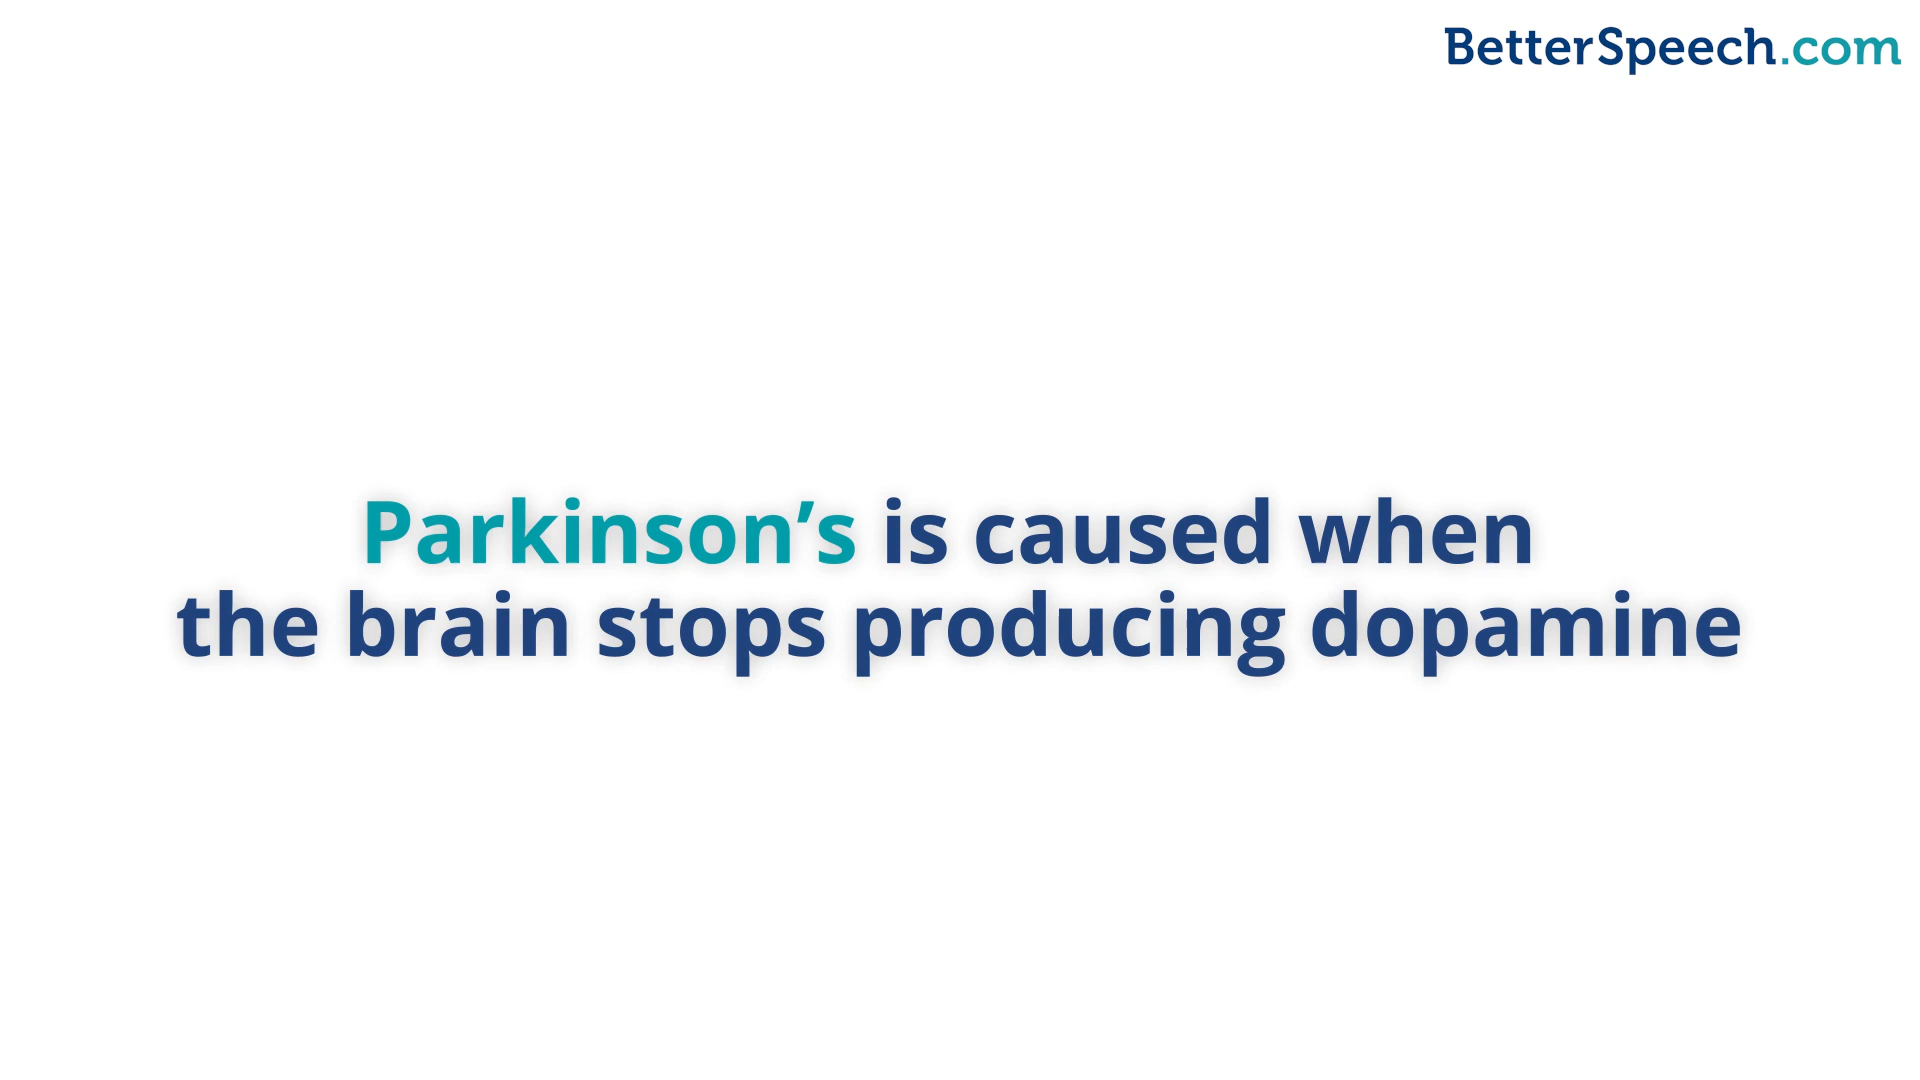 BetterSpeech.com
Parkinson’s is caused when
the brain stops producing dopamine